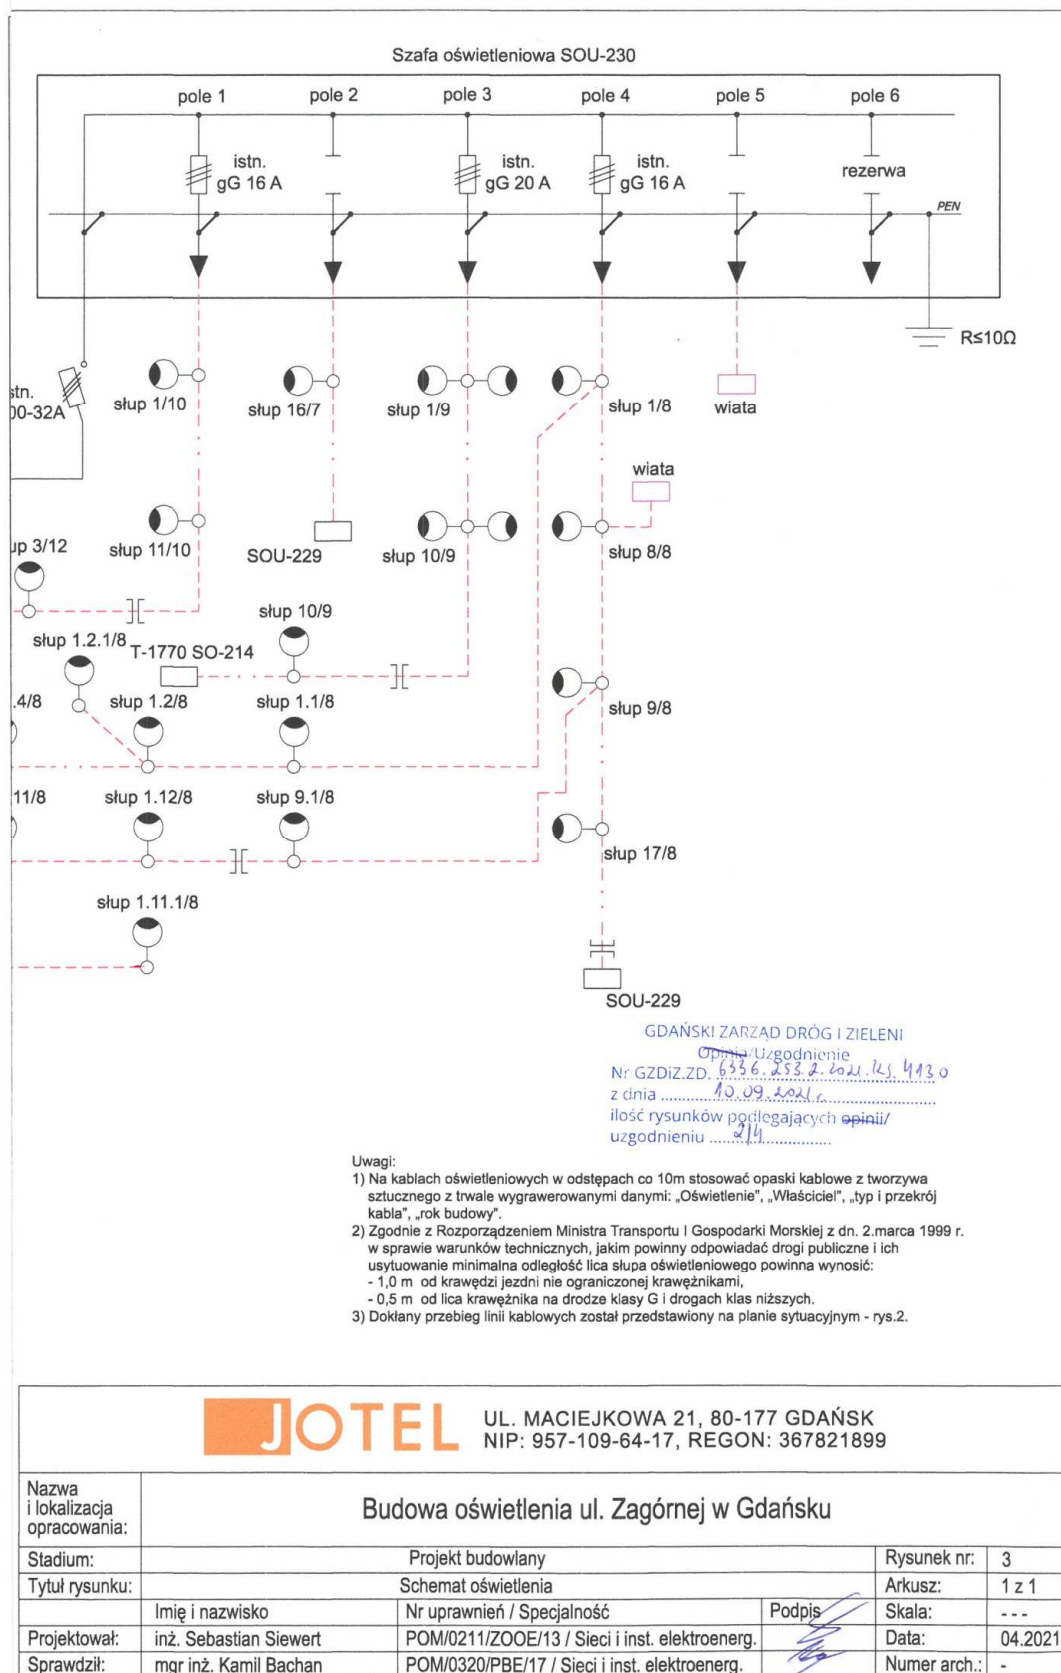 Szafa oświetleniowa SOU-230
pole 1 pole 2 pole 3 pole 4 pole 5 pole 6
istn. gG 16 A
istn. gG 20 A
istn. gG 16 A
rezerwa
PEN
R≤10Ω
stn.
00-32A
słup 1/10
słup 16/7
słup 1/9
słup 1/8
wiata
wiata
up 3/12
słup 11/10
SOU-229
słup 10/9
słup 8/8
słup 10/9
słup 1.2.1/8
T-1770 SO-214
.4/8
słup 1.2/8
słup 1.1/8
słup 9/8
11/8
słup 1.12/8
słup 9.1/8
słup 17/8
słup 1.11.1/8
SOU-229
GDAŃSKI ZARZĄD DRÓG I ZIELENI
Opinia/Uzgodnienie
Nr GZDiZ.ZD. 6336.253.2.2021.KS.4130
z dnia 10.09.2021 r.
ilość rysunków podlegających opinii/
uzgodnieniu 2/4
Uwagi:
1) Na kablach oświetleniowych w odstępach co 10m stosować opaski kablowe z tworzywa
sztucznego z trwale wygrawerowanymi danymi: „Oświetlenie”, „Właściciel”, „typ i przekrój
kabla”, „rok budowy”.
2) Zgodnie z Rozporządzeniem Ministra Transportu I Gospodarki Morskiej z dn. 2.marca 1999 r.
w sprawie warunków technicznych, jakim powinny odpowiadać drogi publiczne i ich
usytuowanie minimalna odległość lica słupa oświetleniowego powinna wynosić:
- 1,0 m od krawędzi jezdni nie ograniczonej krawężnikami,
- 0,5 m od lica krawężnika na drodze klasy G i drogach klas niższych.
3) Dokłany przebieg linii kablowych został przedstawiony na planie sytuacyjnym - rys.2.
JOTEL
UL. MACIEJKOWA 21, 80-177 GDAŃSK
NIP: 957-109-64-17, REGON: 367821899
Nazwa
i lokalizacja
opracowania:
Budowa oświetlenia ul. Zagórnej w Gdańsku
Stadium: Projekt budowlany Rysunek nr: 3
Tytuł rysunku: Schemat oświetlenia Arkusz: 1 z 1
Imię i nazwisko Nr uprawnień / Specjalność Podpis Skala: ---
Projektował: inż. Sebastian Siewert POM/0211/ZOOE/13 / Sieci i inst. elektroenerg. Data: 04.2021
Sprawdził: mgr inż. Kamil Bachan POM/0320/PBE/17 / Sieci i inst. elektroenerg. Numer arch.: -